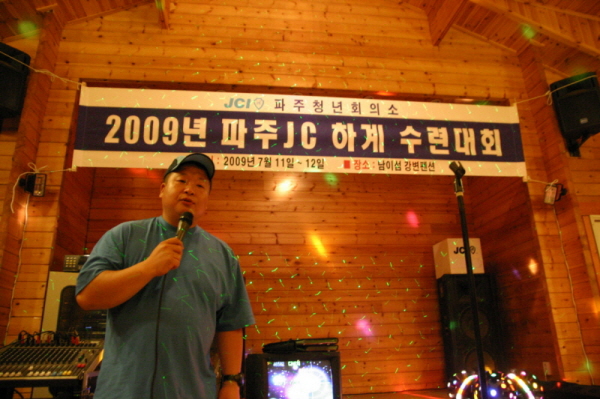 JCI 파주청년회의소
2009년 파주JC 하계 수련대회
: 2009년 7월 11일 ~ 12일 ■ 장소 : 남이섬 강변랜션
JCI